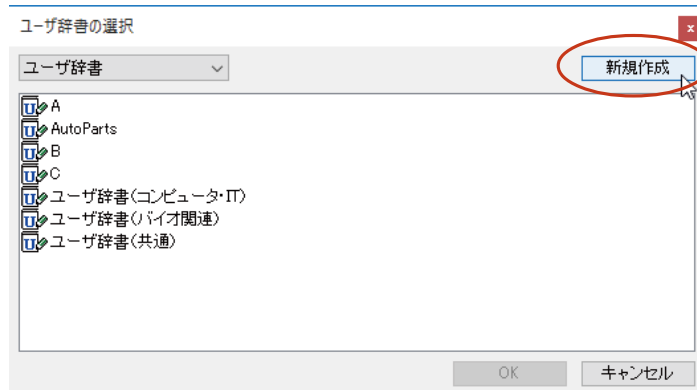 ユーザ辞書の選択
x
ユーザ辞書
新規作成
A
AutoParts
B
C
ユーザ辞書(コンピュータ・IT)
ユーザ辞書(バイオ関連)
ユーザ辞書(共通)
OK
キャンセル